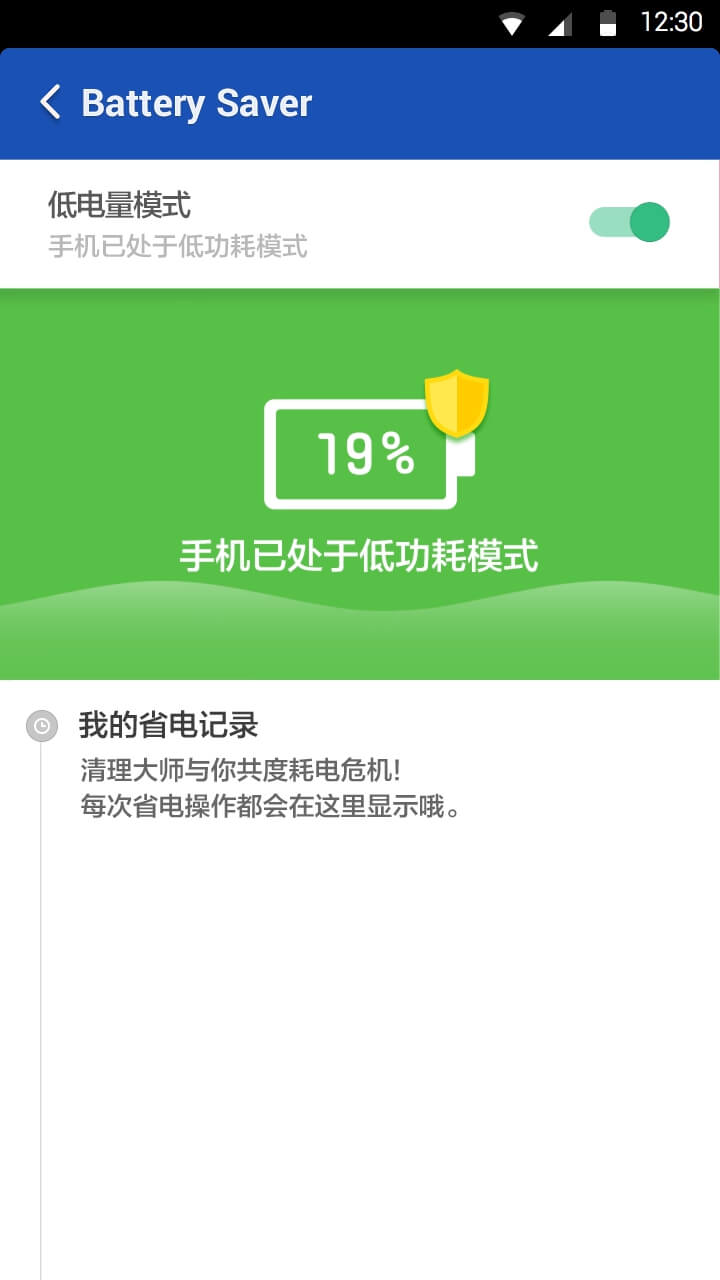 12:30
Battery Saver
低电量模式
手机已处于低功耗模式
19%
手机已处于低功耗模式
我的省电记录
清理大师与你共度耗电危机!
每次省电操作都会在这里显示哦。